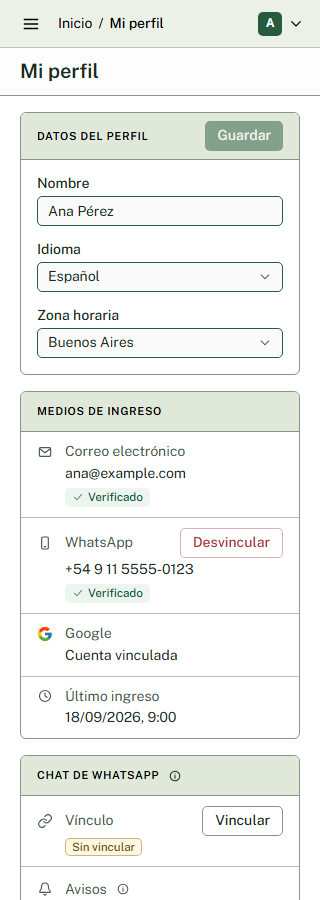 Inicio / Mi perfil A
Mi perfil
DATOS DEL PERFIL Guardar
Nombre
Ana Pérez
Idioma
Español
Zona horaria
Buenos Aires
MEDIOS DE INGRESO
Correo electrónico
ana@example.com
Verificado
WhatsApp Desvincular
+54 9 11 5555-0123
Verificado
Google
Cuenta vinculada
Último ingreso
18/09/2026, 9:00
CHAT DE WHATSAPP
Vínculo Vincular
Sin vincular
Avisos